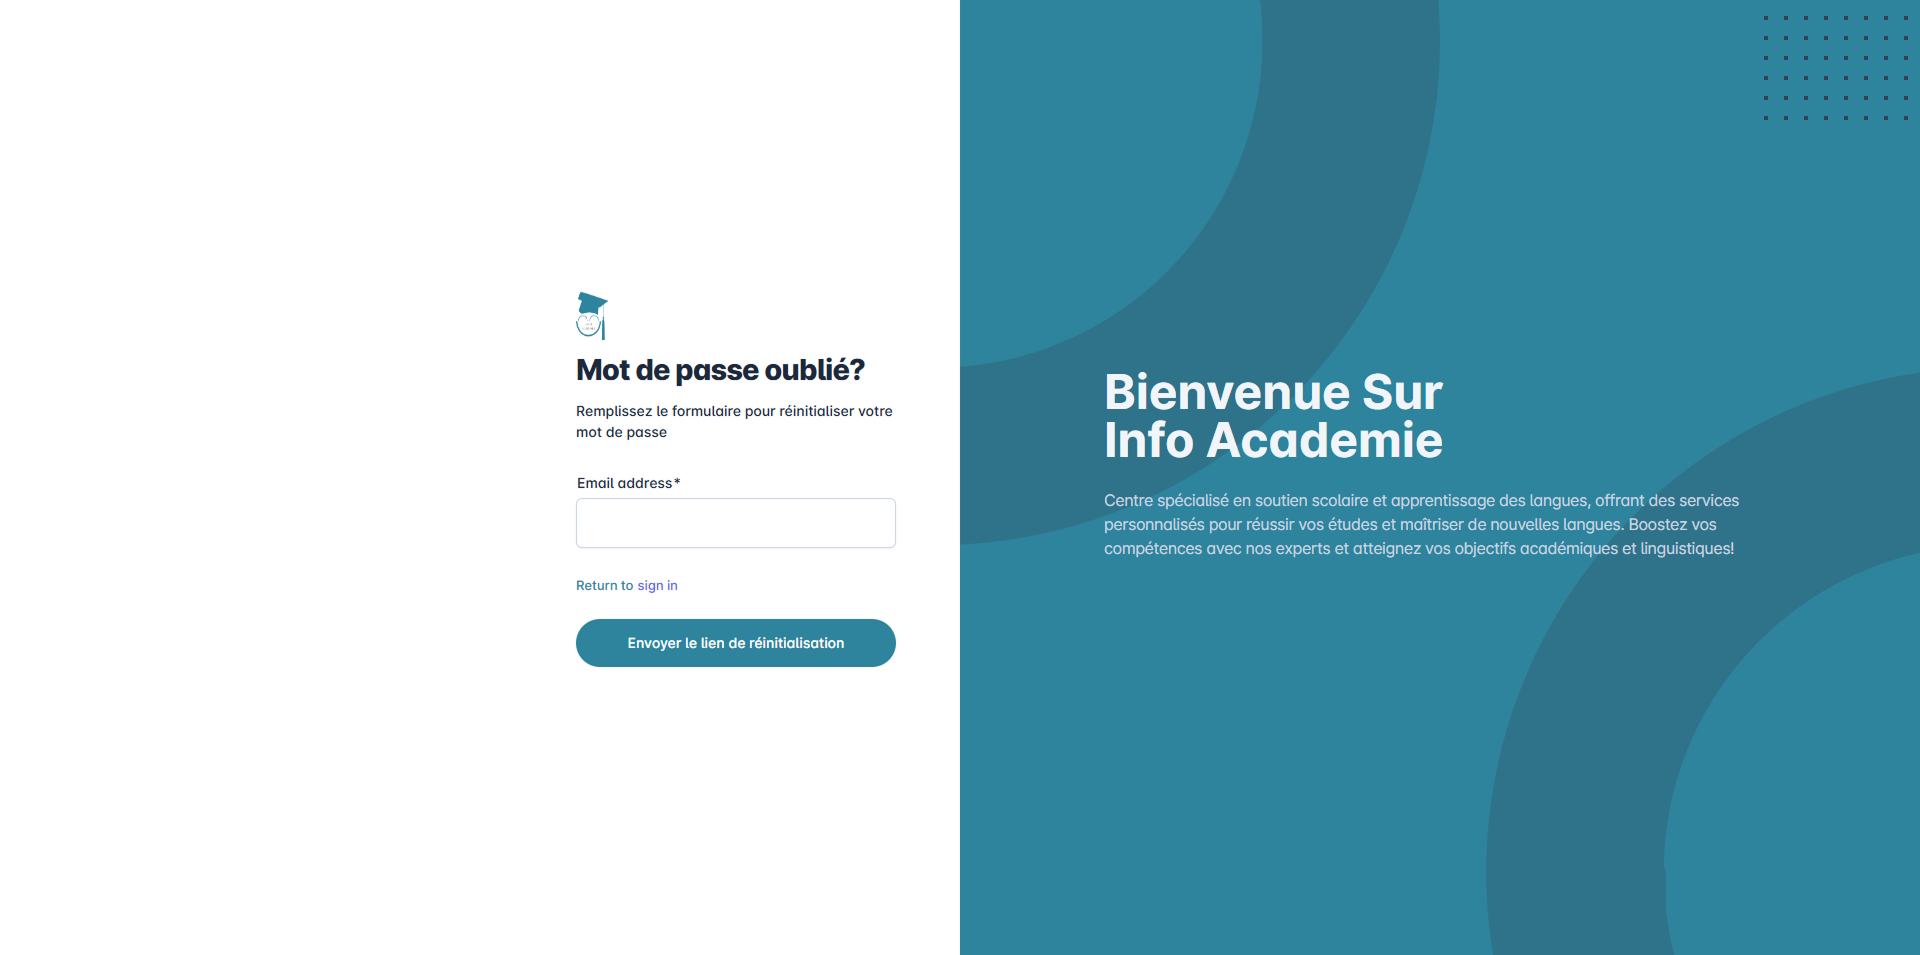 Mot de passe oublié?
Remplissez le formulaire pour réinitialiser votre
mot de passe
Email address*
Return to sign in
Envoyer le lien de réinitialisation
Bienvenue Sur
Info Academie
Centre spécialisé en soutien scolaire et apprentissage des langues, offrant des services
personnalisés pour réussir vos études et maîtriser de nouvelles langues. Boostez vos
compétences avec nos experts et atteignez vos objectifs académiques et linguistiques!